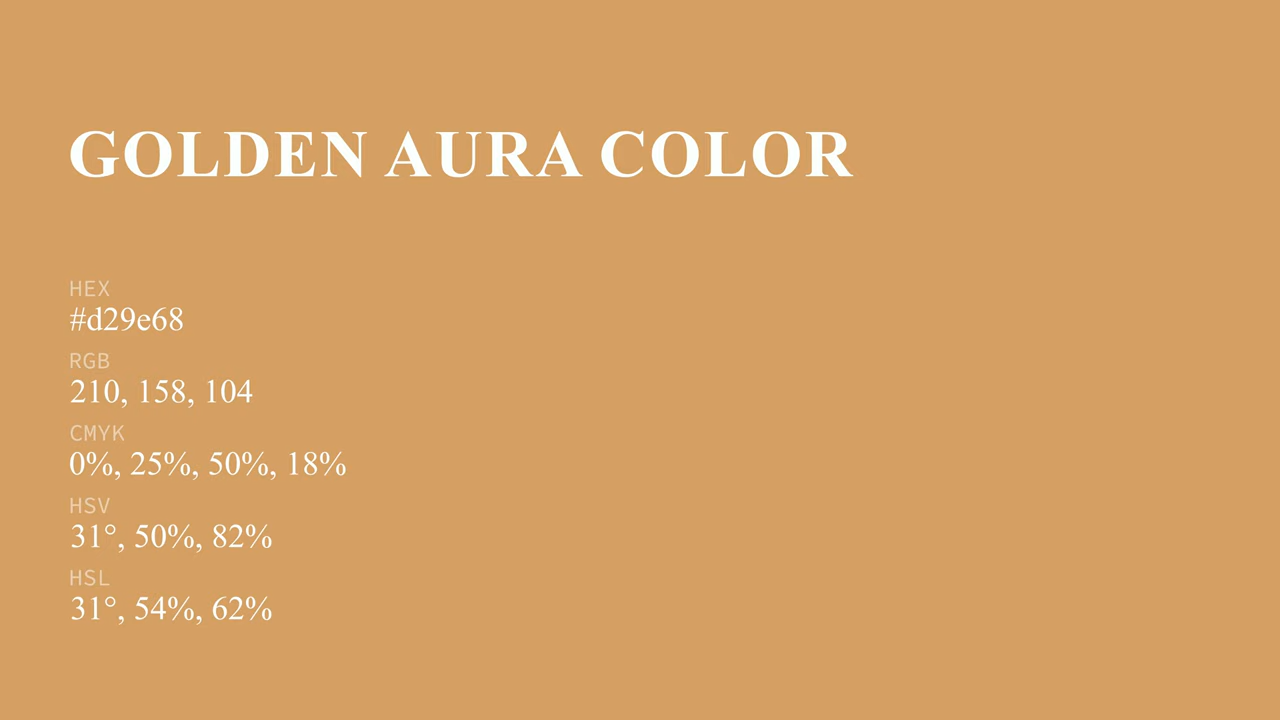 GOLDEN AURA COLOR
HEX
#d29e68
RGB
210, 158, 104
CMYK
0%, 25%, 50%, 18%
HSV
31°, 50%, 82%
HSL
31°, 54%, 62%